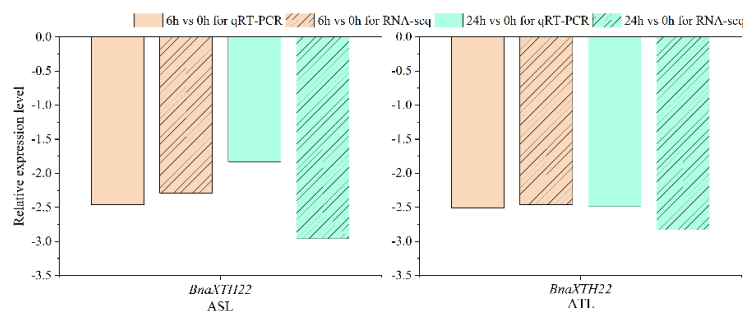 6h vs 0h for qRT-PCR 6h vs 0h for RNA-seq 24h vs 0h for qRT-PCR 24h vs 0h for RNA-seq
Relative expression level
0.0
-0.5
-1.0
-1.5
-2.0
-2.5
-3.0
-3.5
BnaXTH22
ASL
0.0
-0.5
-1.0
-1.5
-2.0
-2.5
-3.0
-3.5
BnaXTH22
ATL